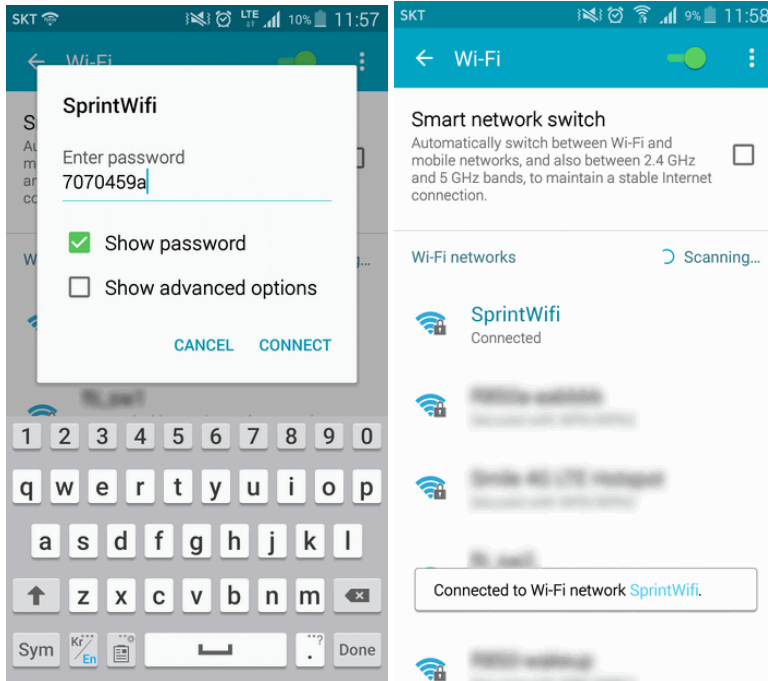 SKT LTE 10% 11:57
Wi-Fi
SprintWifi
Enter password
7070459a
Show password
Show advanced options
CANCEL CONNECT
1 2 3 4 5 6 7 8 9 0
q w e r t y u i o p
a s d f g h j k l
z x c v b n m
Sym Kr/En . Done
SKT 9% 11:58
Wi-Fi
Smart network switch
Automatically switch between Wi-Fi and
mobile networks, and also between 2.4 GHz
and 5 GHz bands, to maintain a stable Internet
connection.
Wi-Fi networks Scanning...
SprintWifi
Connected
Connected to Wi-Fi network SprintWifi.